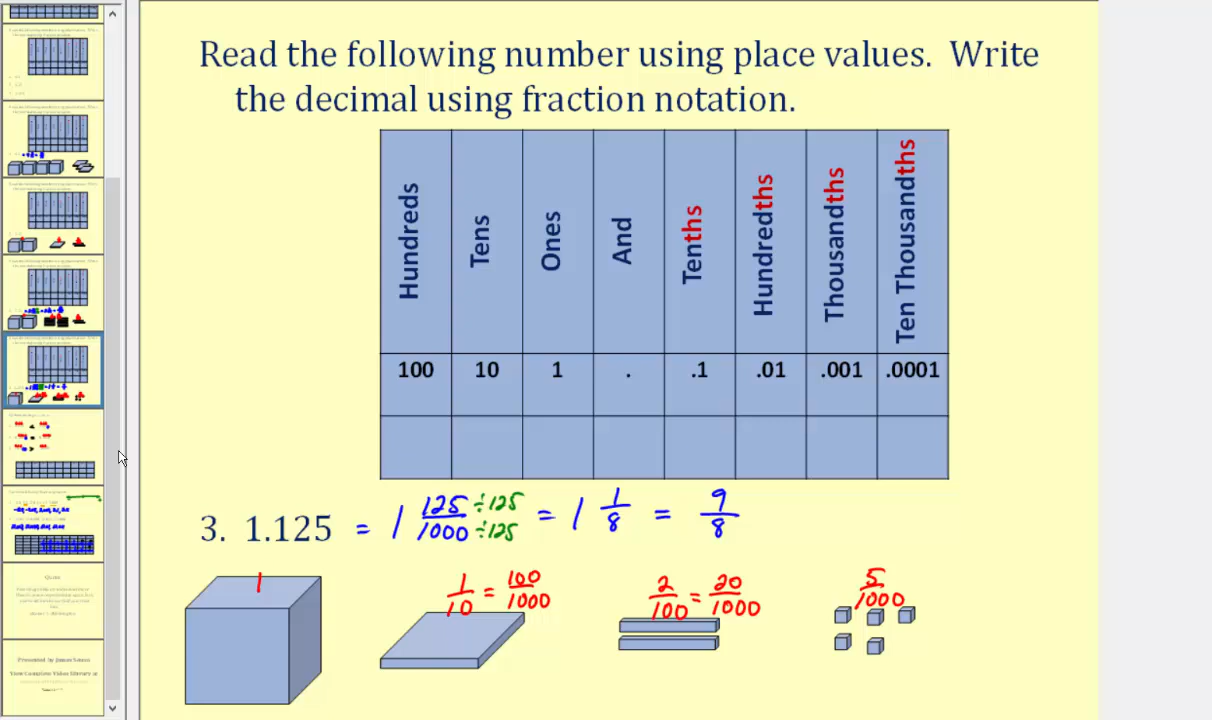 Read the following number using place values. Write
the decimal using fraction notation.
Hundreds Tens Ones And Tenths Hundredths Thousandths Ten Thousandths
100 10 1 . .1 .01 .001 .0001
3. 1.125 = 1 125/1000 ÷125/÷125 = 1 1/8 = 9/8
1
1/10 = 100/1000
2/100 = 20/1000
5/1000